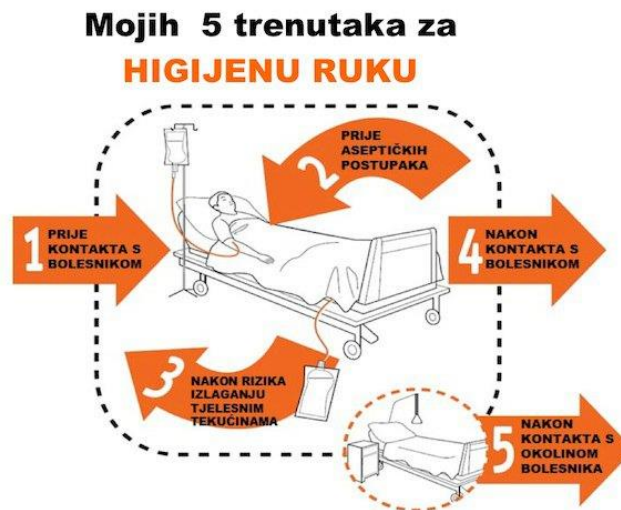 Mojih 5 trenutaka za
HIGIJENU RUKU
1
PRIJE
KONTAKTA S
BOLESNIKOM
2
PRIJE
ASEPTIČKIH
POSTUPAKA
3
NAKON RIZIKA
IZLAGANJU
TJELESNIM
TEKUĆINAMA
4
NAKON
KONTAKTA S
BOLESNIKOM
5
NAKON
KONTAKTA S
OKOLINOM
BOLESNIKA